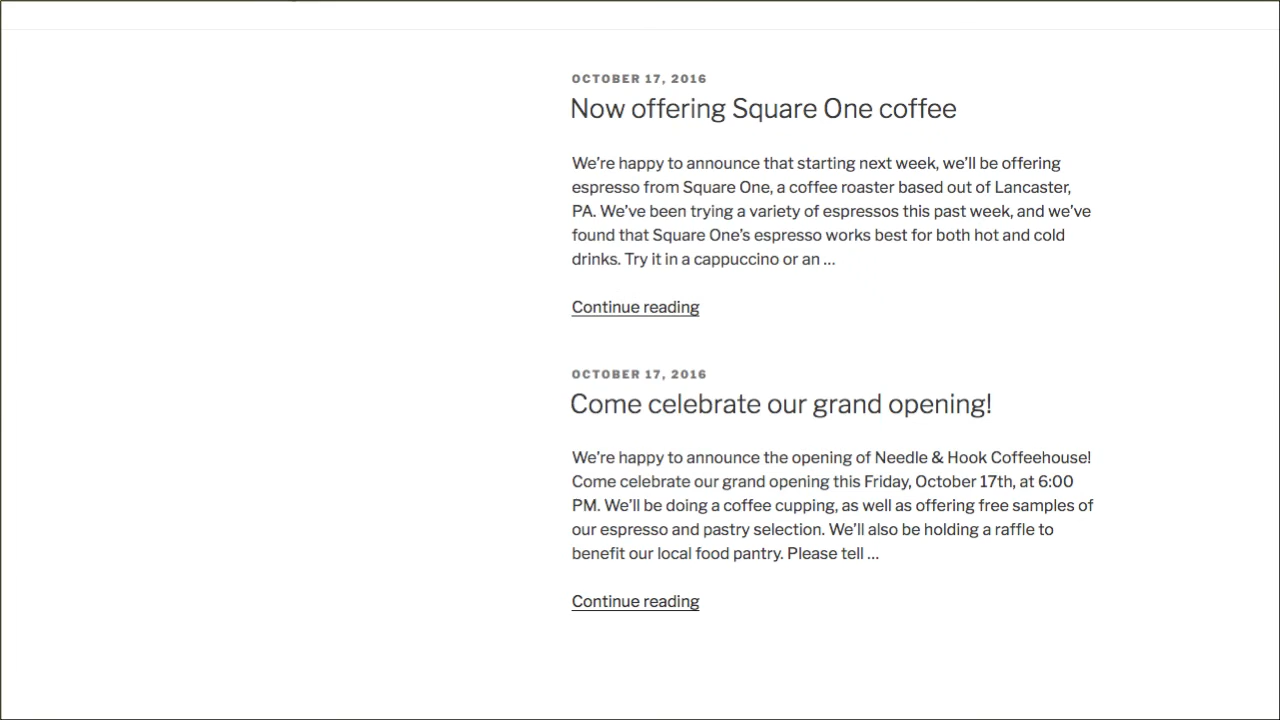 OCTOBER 17, 2016
Now offering Square One coffee
We’re happy to announce that starting next week, we’ll be offering
espresso from Square One, a coffee roaster based out of Lancaster,
PA. We’ve been trying a variety of espressos this past week, and we’ve
found that Square One’s espresso works best for both hot and cold
drinks. Try it in a cappuccino or an …
Continue reading
OCTOBER 17, 2016
Come celebrate our grand opening!
We’re happy to announce the opening of Needle & Hook Coffeehouse!
Come celebrate our grand opening this Friday, October 17th, at 6:00
PM. We’ll be doing a coffee cupping, as well as offering free samples of
our espresso and pastry selection. We’ll also be holding a raffle to
benefit our local food pantry. Please tell …
Continue reading